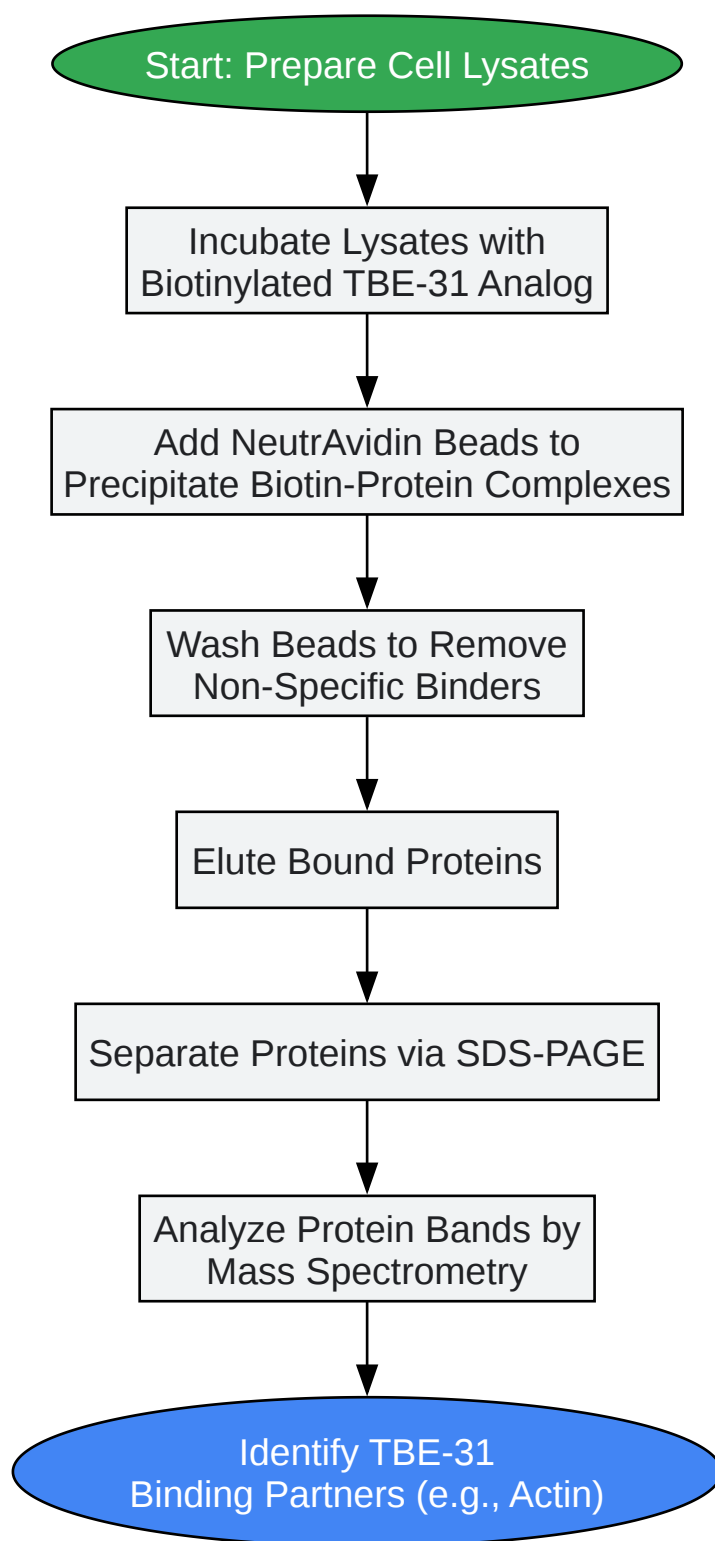 Start: Prepare Cell Lysates
Incubate Lysates with
Biotinylated TBE-31 Analog
Add NeutrAvidin Beads to
Precipitate Biotin-Protein Complexes
Wash Beads to Remove
Non-Specific Binders
Elute Bound Proteins
Separate Proteins via SDS-PAGE
Analyze Protein Bands by
Mass Spectrometry
Identify TBE-31
Binding Partners (e.g., Actin)